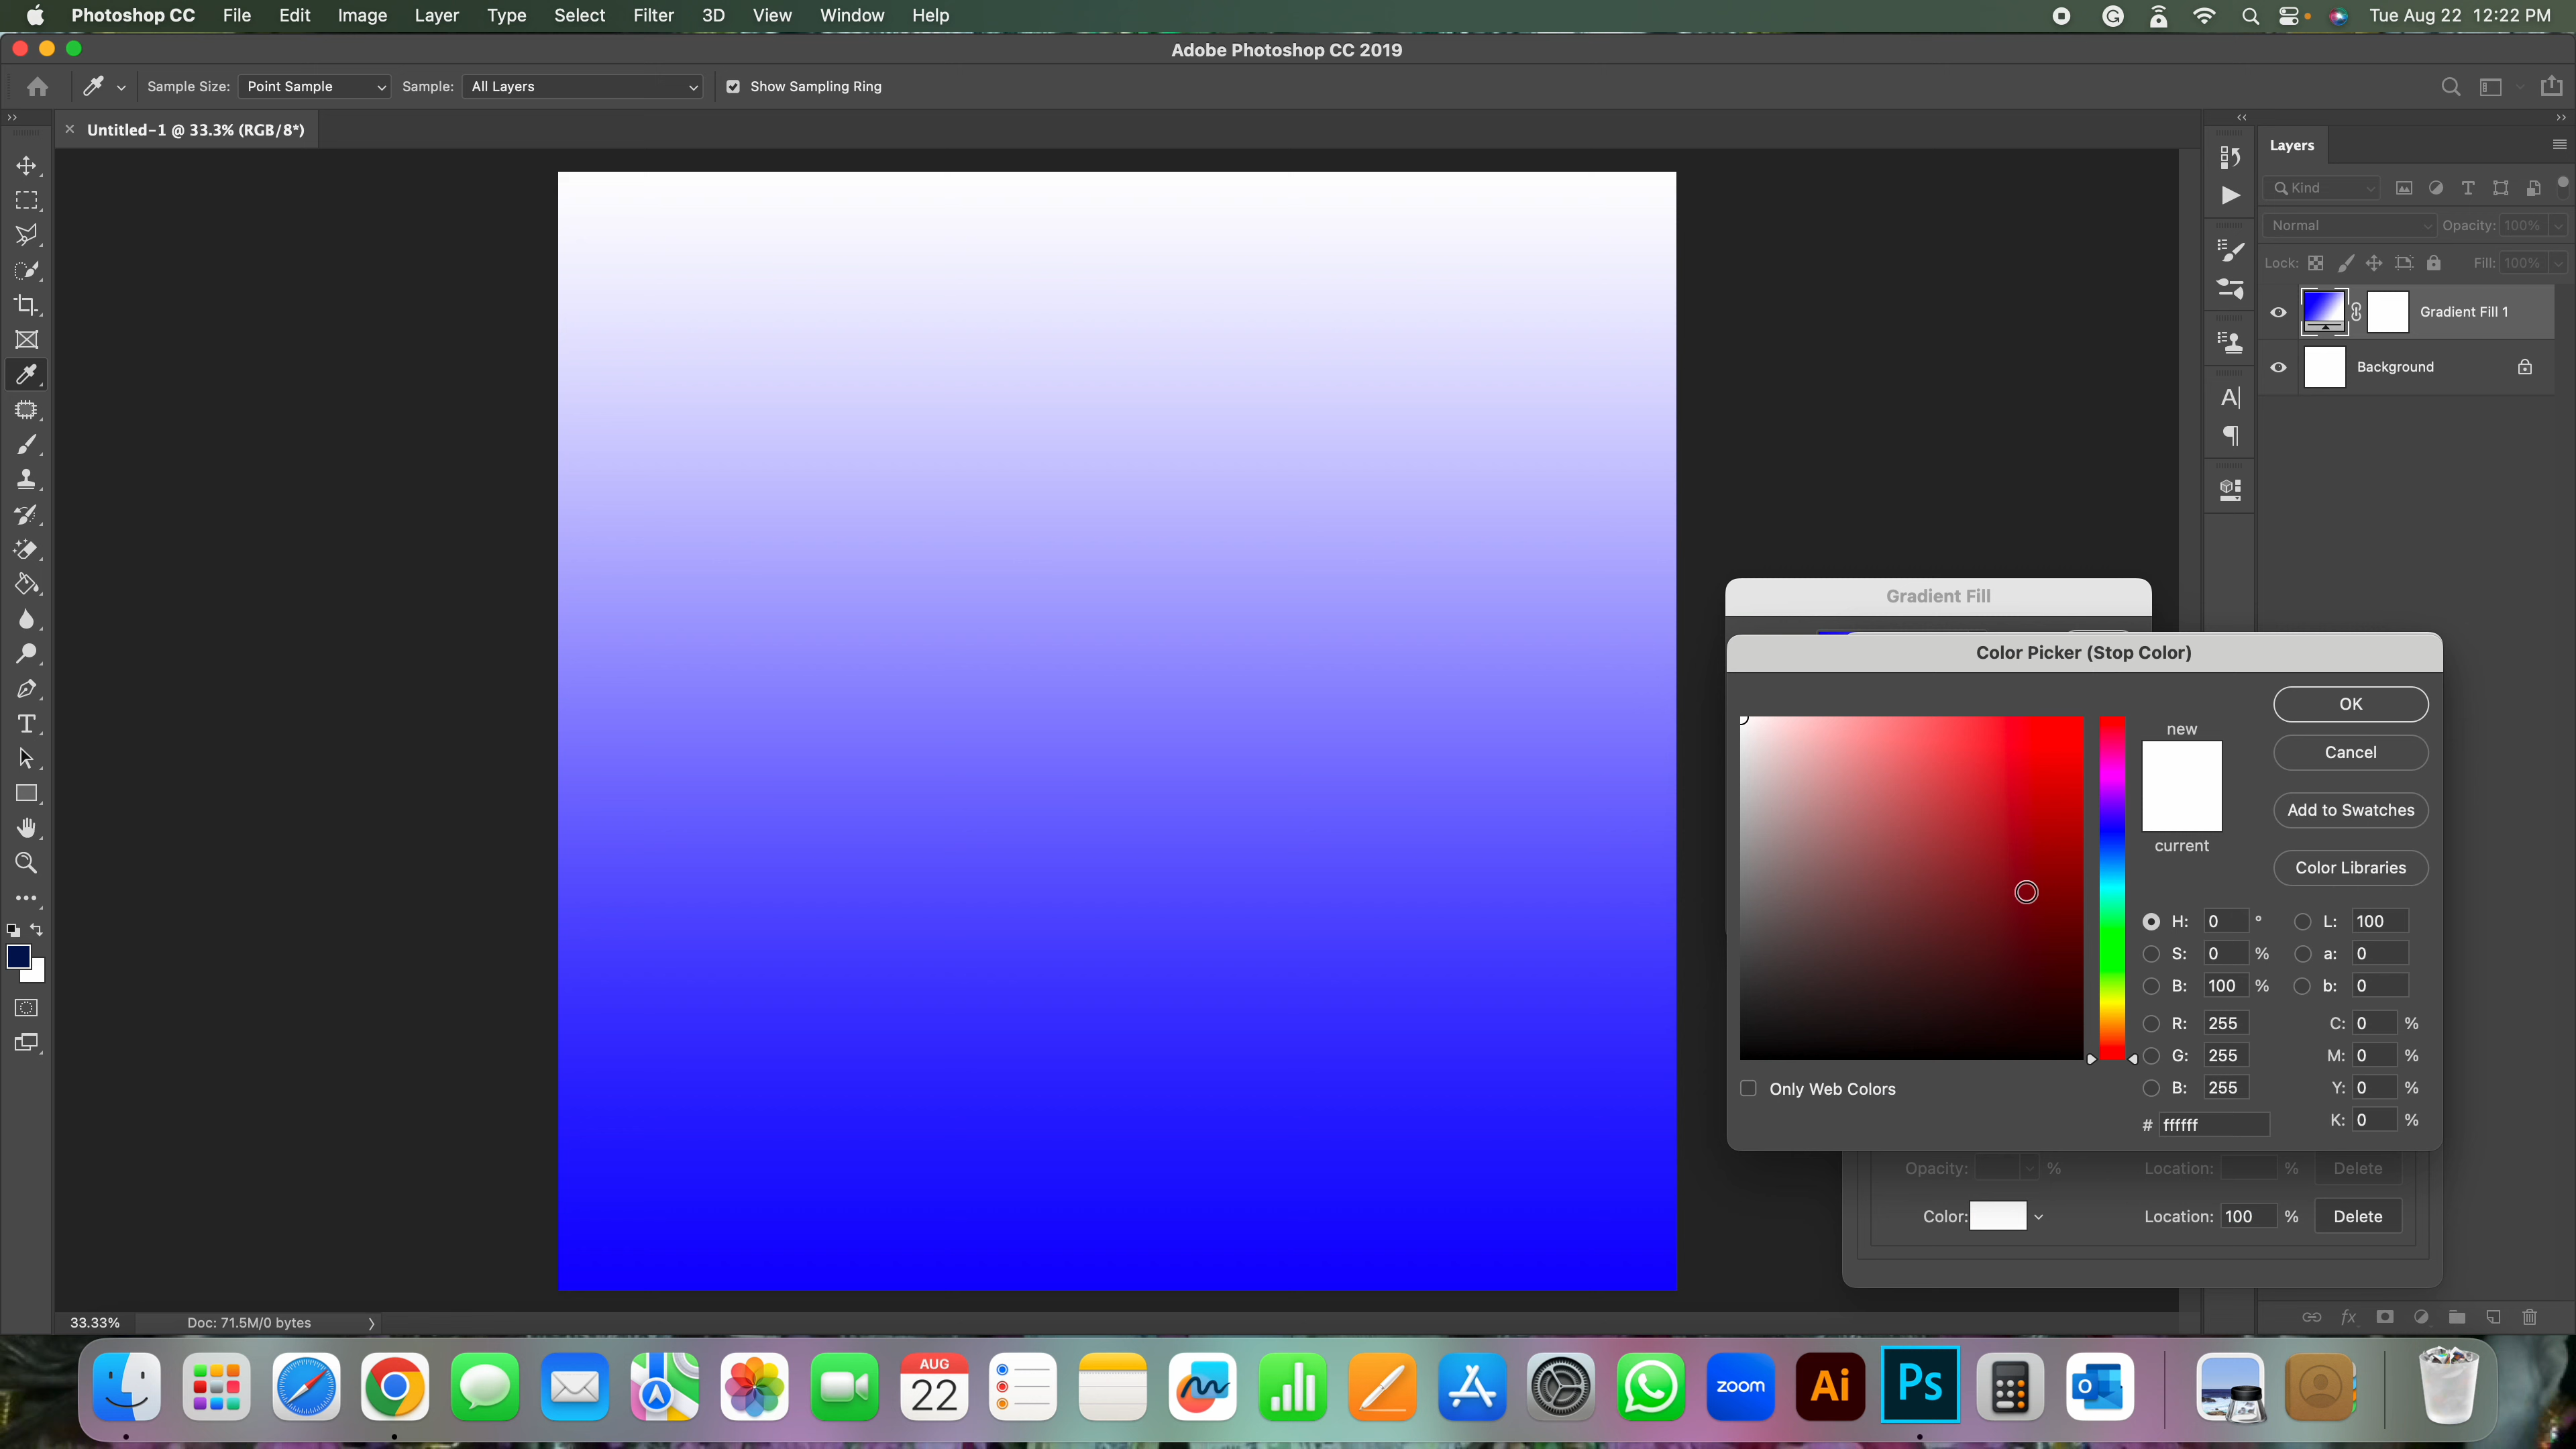 Photoshop CC File Edit Image Layer Type Select Filter 3D View Window Help Tue Aug 22 12:22 PM
Adobe Photoshop CC 2019
Sample Size: Point Sample Sample: All Layers Show Sampling Ring
Untitled-1 @ 33.3% (RGB/8*)
Layers
Kind
Normal Opacity: 100%
Lock: Fill: 100%
Gradient Fill 1
Background
Gradient Fill
Color Picker (Stop Color)
OK
new
Cancel
Add to Swatches
current
Color Libraries
H: 0 ° L: 100
S: 0 % a: 0
B: 100 % b: 0
R: 255 C: 0 %
G: 255 M: 0 %
B: 255 Y: 0 %
Only Web Colors
# ffffff K: 0 %
Opacity: % Location: % Delete
Color: Location: 100 % Delete
33.33% Doc: 71.5M/0 bytes
AUG
22
zoom
Ai
Ps